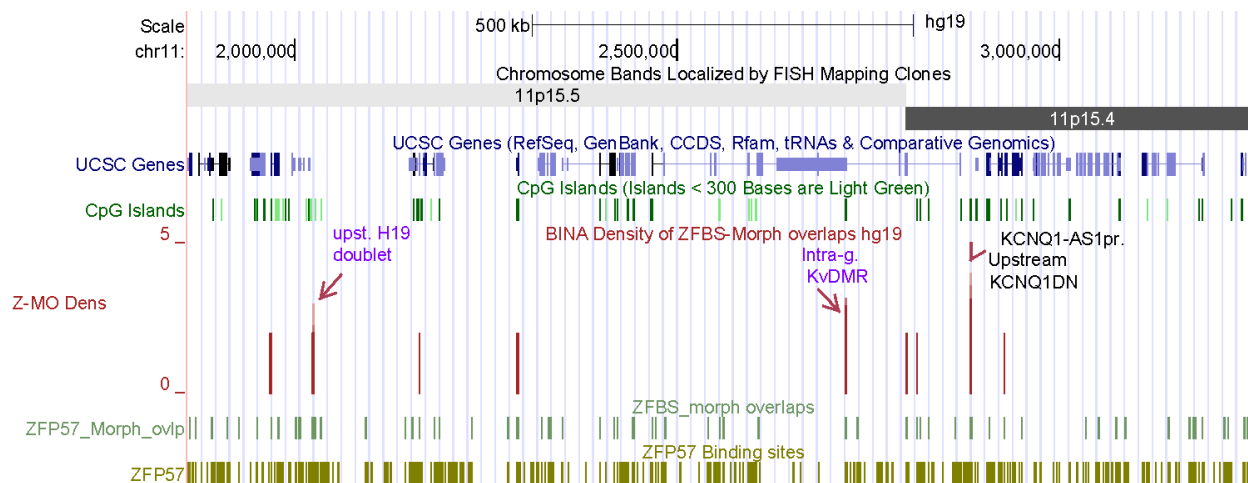 Scale 500 kb hg19
chr11: 2,000,000 2,500,000 3,000,000
Chromosome Bands Localized by FISH Mapping Clones
11p15.5
11p15.4
UCSC Genes (RefSeq, GenBank, CCDS, Rfam, tRNAs & Comparative Genomics)
UCSC Genes
CpG Islands (Islands < 300 Bases are Light Green)
CpG Islands
5 _ BINA Density of ZFBS-Morph overlaps hg19
upst. H19
doublet
Intra-g.
KvDMR
KCNQ1-AS1pr.
Upstream
KCNQ1DN
Z-MO Dens
0 _
ZFBS_morph overlaps
ZFP57_Morph_ovlp
ZFP57 Binding sites
ZFP57